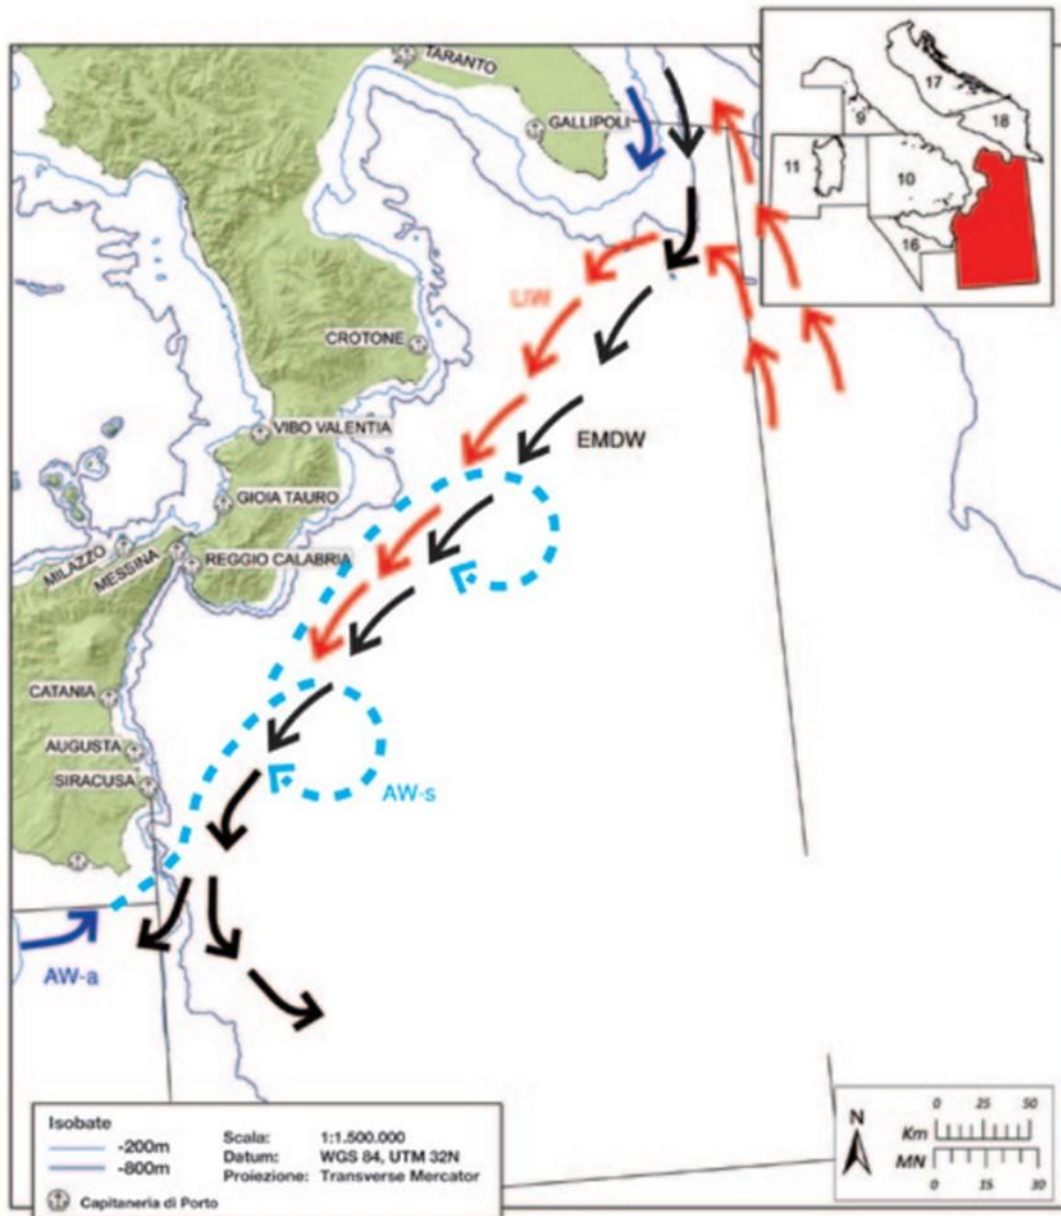 TARANTO
GALLIPOLI
17
9
18
11
10
16
LIW
CROTONE
VIBO VALENTIA
EMDW
GIOIA TAURO
MILAZZO
MESSINA
REGGIO CALABRIA
CATANIA
AUGUSTA
SIRACUSA
AW-s
AW-a
Isobate
-200m
-800m
Scala: 1:1.500.000
Datum: WGS 84, UTM 32N
Proiezione: Transverse Mercator
Capitaneria di Porto
N
0 25 50
Km
MN
0 15 30